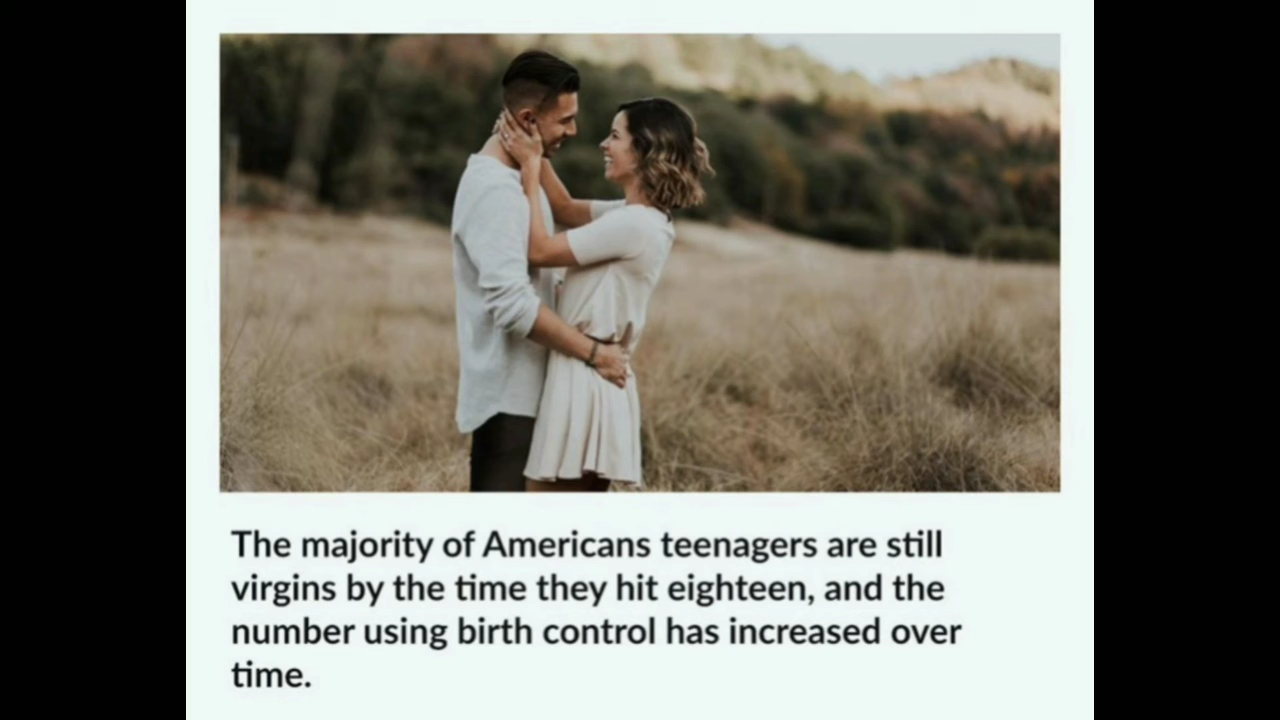 The majority of Americans teenagers are still
virgins by the time they hit eighteen, and the
number using birth control has increased over
time.